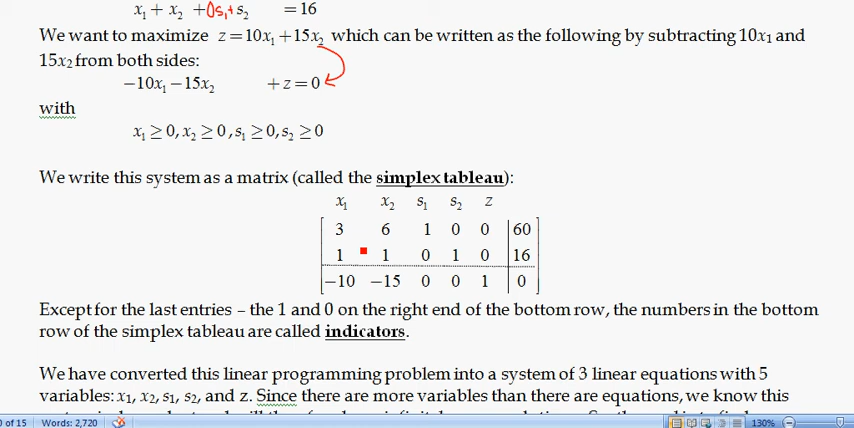 x₁ + x₂ +0s₁+ s₂ = 16
We want to maximize z = 10x₁ + 15x₂ which can be written as the following by subtracting 10x₁ and
15x₂ from both sides:
−10x₁ − 15x₂ + z = 0
with
x₁ ≥ 0, x₂ ≥ 0, s₁ ≥ 0, s₂ ≥ 0
We write this system as a matrix (called the simplex tableau):
x₁ x₂ s₁ s₂ z
3 6 1 0 0 60
1 1 0 1 0 16
−10 −15 0 0 1 0
Except for the last entries – the 1 and 0 on the right end of the bottom row, the numbers in the bottom
row of the simplex tableau are called indicators.
We have converted this linear programming problem into a system of 3 linear equations with 5
variables: x₁, x₂, s₁, s₂, and z. Since there are more variables than there are equations, we know this
0 of 15 Words: 2,720 130%